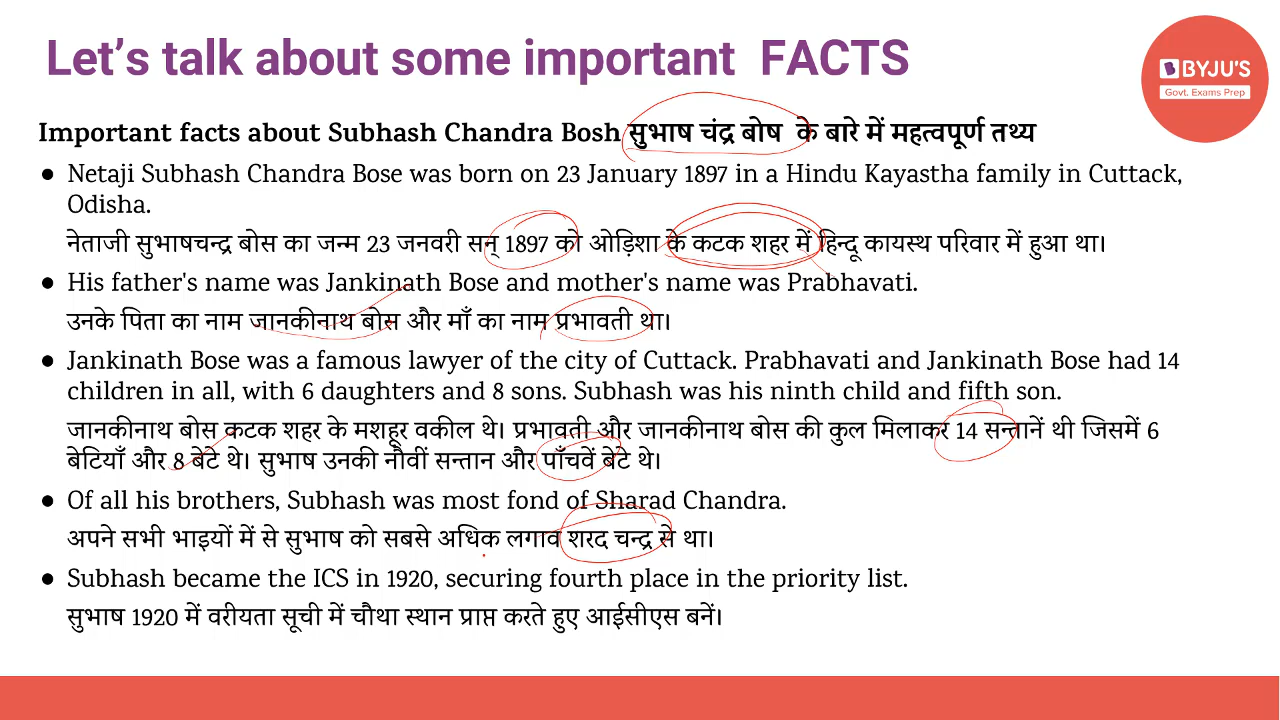 Let's talk about some important FACTS
BYJU'S
Govt. Exams Prep
Important facts about Subhash Chandra Bosh सुभाष चंद्र बोष के बारे में महत्वपूर्ण तथ्य
● Netaji Subhash Chandra Bose was born on 23 January 1897 in a Hindu Kayastha family in Cuttack,
Odisha.
नेताजी सुभाषचन्द्र बोस का जन्म 23 जनवरी सन् 1897 को ओड़िशा के कटक शहर में हिन्दू कायस्थ परिवार में हुआ था।
● His father's name was Jankinath Bose and mother's name was Prabhavati.
उनके पिता का नाम जानकीनाथ बोस और माँ का नाम प्रभावती था।
● Jankinath Bose was a famous lawyer of the city of Cuttack. Prabhavati and Jankinath Bose had 14
children in all, with 6 daughters and 8 sons. Subhash was his ninth child and fifth son.
जानकीनाथ बोस कटक शहर के मशहूर वकील थे। प्रभावती और जानकीनाथ बोस की कुल मिलाकर 14 सन्तानें थी जिसमें 6
बेटियाँ और 8 बेटे थे। सुभाष उनकी नौवीं सन्तान और पाँचवें बेटे थे।
● Of all his brothers, Subhash was most fond of Sharad Chandra.
अपने सभी भाइयों में से सुभाष को सबसे अधिक लगाव शरद चन्द्र से था।
● Subhash became the ICS in 1920, securing fourth place in the priority list.
सुभाष 1920 में वरीयता सूची में चौथा स्थान प्राप्त करते हुए आईसीएस बनें।